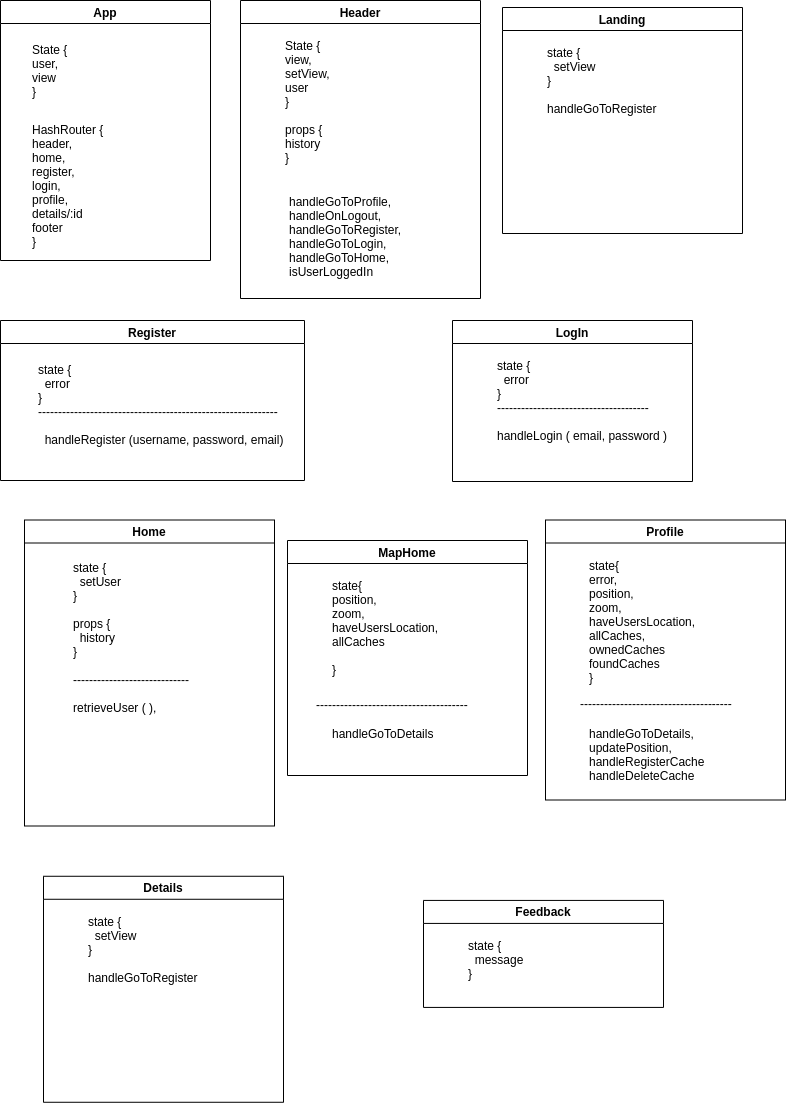 App
State {
user,
view
}
HashRouter {
header,
home,
register,
login,
profile,
details/:id
footer
}
Header
State {
view,
setView,
user
}
props {
history
}
handleGoToProfile,
handleOnLogout,
handleGoToRegister,
handleGoToLogin,
handleGoToHome,
isUserLoggedIn
Landing
state {
setView
}
handleGoToRegister
Register
state {
error
}
------------------------------------------------------------
handleRegister (username, password, email)
LogIn
state {
error
}
--------------------------------------
handleLogin ( email, password )
Home
state {
setUser
}
props {
history
}
-----------------------------
retrieveUser ( ),
MapHome
state{
position,
zoom,
haveUsersLocation,
allCaches
}
--------------------------------------
handleGoToDetails
Profile
state{
error,
position,
zoom,
haveUsersLocation,
allCaches,
ownedCaches
foundCaches
}
--------------------------------------
handleGoToDetails,
updatePosition,
handleRegisterCache
handleDeleteCache
Details
state {
setView
}
handleGoToRegister
Feedback
state {
message
}